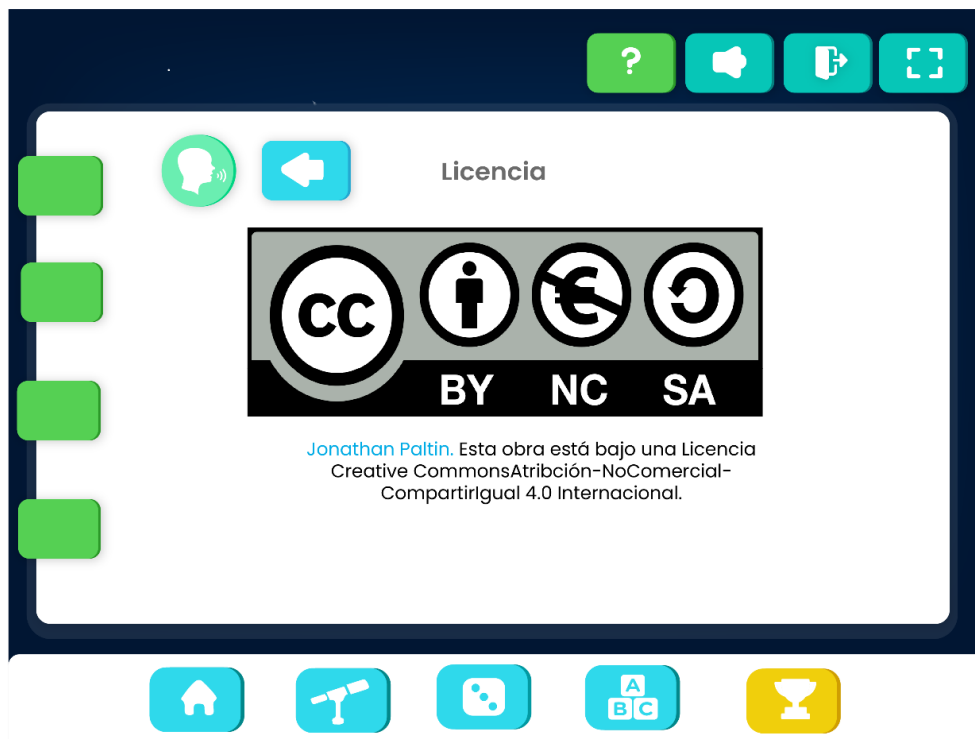 ?
Licencia
cc
BY NC SA
Jonathan Paltin. Esta obra está bajo una Licencia
Creative CommonsAtribción-NoComercial-
CompartirIgual 4.0 Internacional.
A
B C